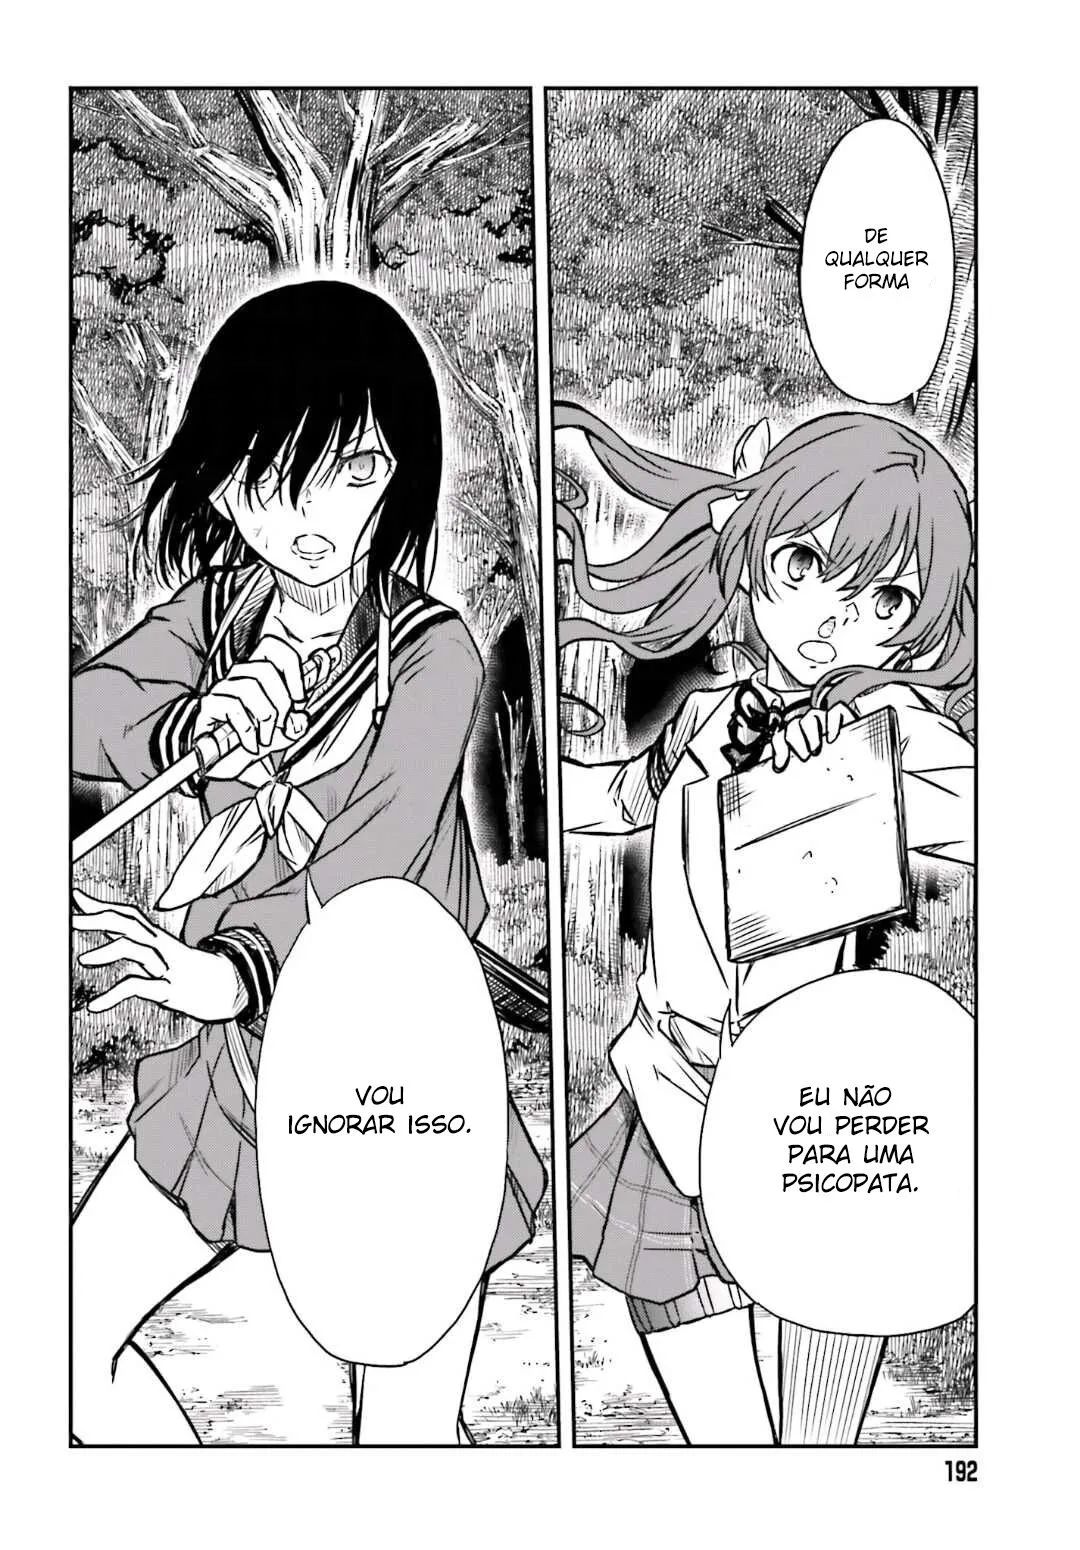 DE
QUALQUER
FORMA
EU NÃO
VOU PERDER
PARA UMA
PSICOPATA.
VOU
IGNORAR ISSO.
192